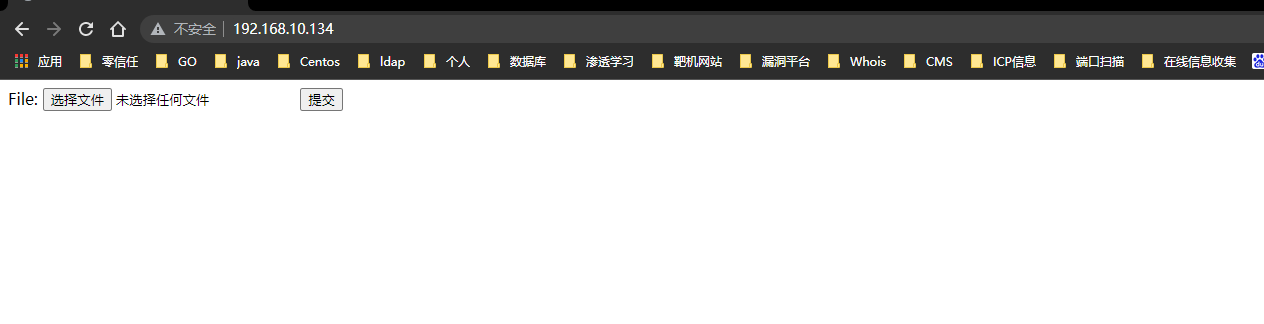 不安全 192.168.10.134
应用 零信任 GO java Centos ldap 个人 数据库 渗透学习 靶机网站 漏洞平台 Whois CMS ICP信息 端口扫描 在线信息收集
File: 选择文件 未选择任何文件 提交